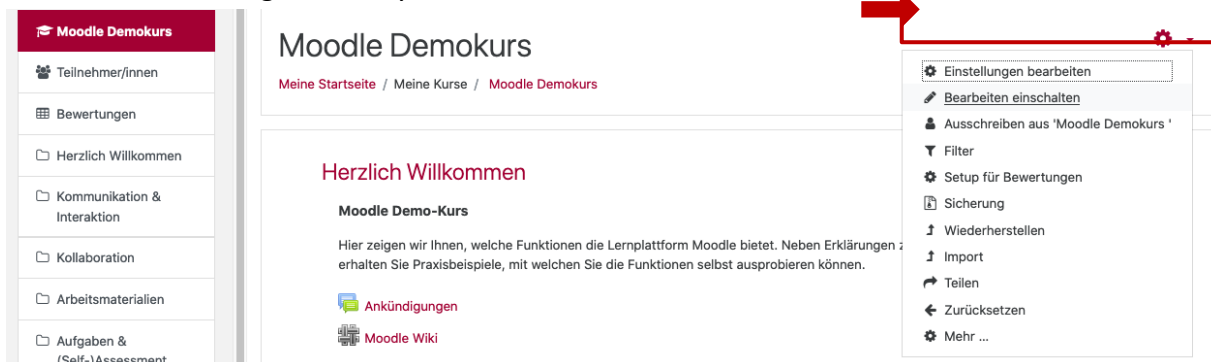 Moodle Demokurs
Teilnehmer/innen
Bewertungen
Herzlich Willkommen
Kommunikation &
Interaktion
Kollaboration
Arbeitsmaterialien
Aufgaben &
(Self-)Assessment
Moodle Demokurs
Meine Startseite / Meine Kurse / Moodle Demokurs
Herzlich Willkommen
Moodle Demo-Kurs
Hier zeigen wir Ihnen, welche Funktionen die Lernplattform Moodle bietet. Neben Erklärungen
erhalten Sie Praxisbeispiele, mit welchen Sie die Funktionen selbst ausprobieren können.
Ankündigungen
Moodle Wiki
Einstellungen bearbeiten
Bearbeiten einschalten
Ausschreiben aus 'Moodle Demokurs '
Filter
Setup für Bewertungen
Sicherung
Wiederherstellen
Import
Teilen
Zurücksetzen
Mehr ...